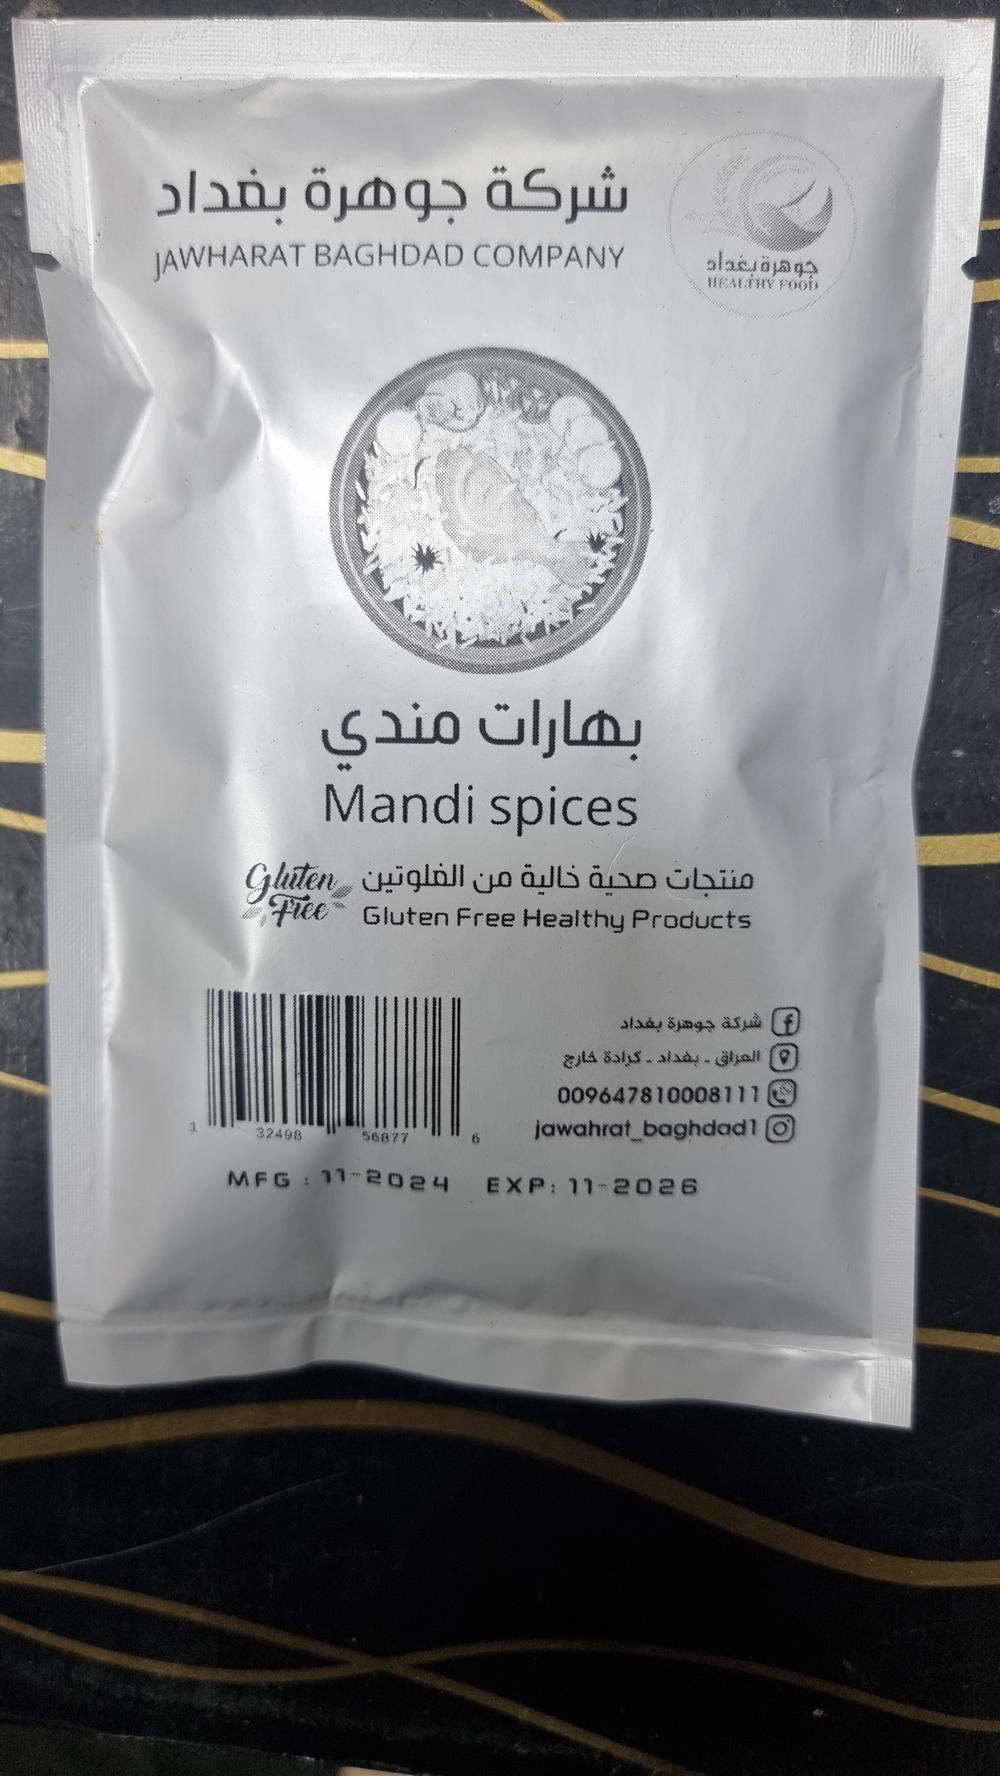 شركة جوهرة بغداد
JAWHARAT BAGHDAD COMPANY
جوهرة بغداد
HEALTHY FOOD
بهارات مندي
Mandi spices
Gluten Free
منتجات صحية خالية من الغلوتين
Gluten Free Healthy Products
شركة جوهرة بغداد
العراق - بغداد - كرادة خارج
009647810008111
jawahrat_baghdad1
1 32498 56877 6
MFG : 11-2024 EXP: 11-2026